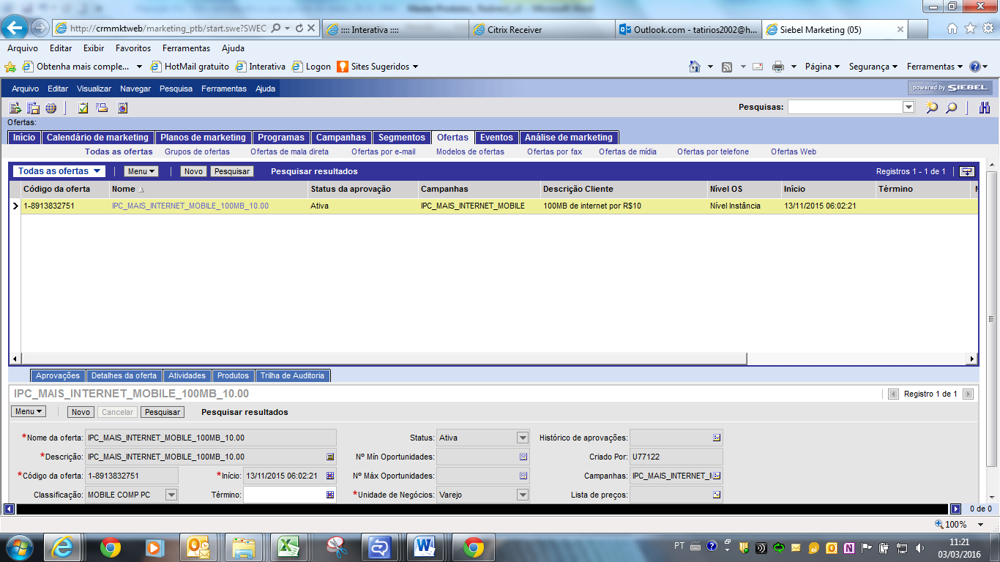 http://crmmktweb/marketing_ptb/start.swe?SWEC
:::: Interativa ::::
Citrix Receiver
Outlook.com - tatirios2002@h...
Siebel Marketing (05)
Arquivo Editar Exibir Favoritos Ferramentas Ajuda
Obtenha mais comple... HotMail gratuito Interativa Logon Sites Sugeridos Página Segurança Ferramentas
Arquivo Editar Visualizar Navegar Pesquisa Ferramentas Ajuda powered by SIEBEL
Pesquisas:
Ofertas:
Início Calendário de marketing Planos de marketing Programas Campanhas Segmentos Ofertas Eventos Análise de marketing
Todas as ofertas Grupos de ofertas Ofertas de mala direta Ofertas por e-mail Modelos de ofertas Ofertas por fax Ofertas de mídia Ofertas por telefone Ofertas Web
Todas as ofertas Menu Novo Pesquisar Pesquisar resultados Registros 1 - 1 de 1
Código da oferta Nome Status da aprovação Campanhas Descrição Cliente Nível OS Início Término
1-8913832751 IPC_MAIS_INTERNET_MOBILE_100MB_10.00 Ativa IPC_MAIS_INTERNET_MOBILE 100MB de internet por R$10 Nível Instância 13/11/2015 06:02:21
Aprovações Detalhes da oferta Atividades Produtos Trilha de Auditoria
IPC_MAIS_INTERNET_MOBILE_100MB_10.00 Registro 1 de 1
Menu Novo Cancelar Pesquisar Pesquisar resultados
*Nome da oferta: IPC_MAIS_INTERNET_MOBILE_100MB_10.00 Status: Ativa Histórico de aprovações:
*Descrição: IPC_MAIS_INTERNET_MOBILE_100MB_10.00 Nº Mín Oportunidades: Criado Por: U77122
*Código da oferta: 1-8913832751 *Início: 13/11/2015 06:02:21 Nº Máx Oportunidades: Campanhas: IPC_MAIS_INTERNET_M
Classificação: MOBILE COMP PC Término: *Unidade de Negócios: Varejo Lista de preços:
0 de 0
100%
PT 11:21
03/03/2016